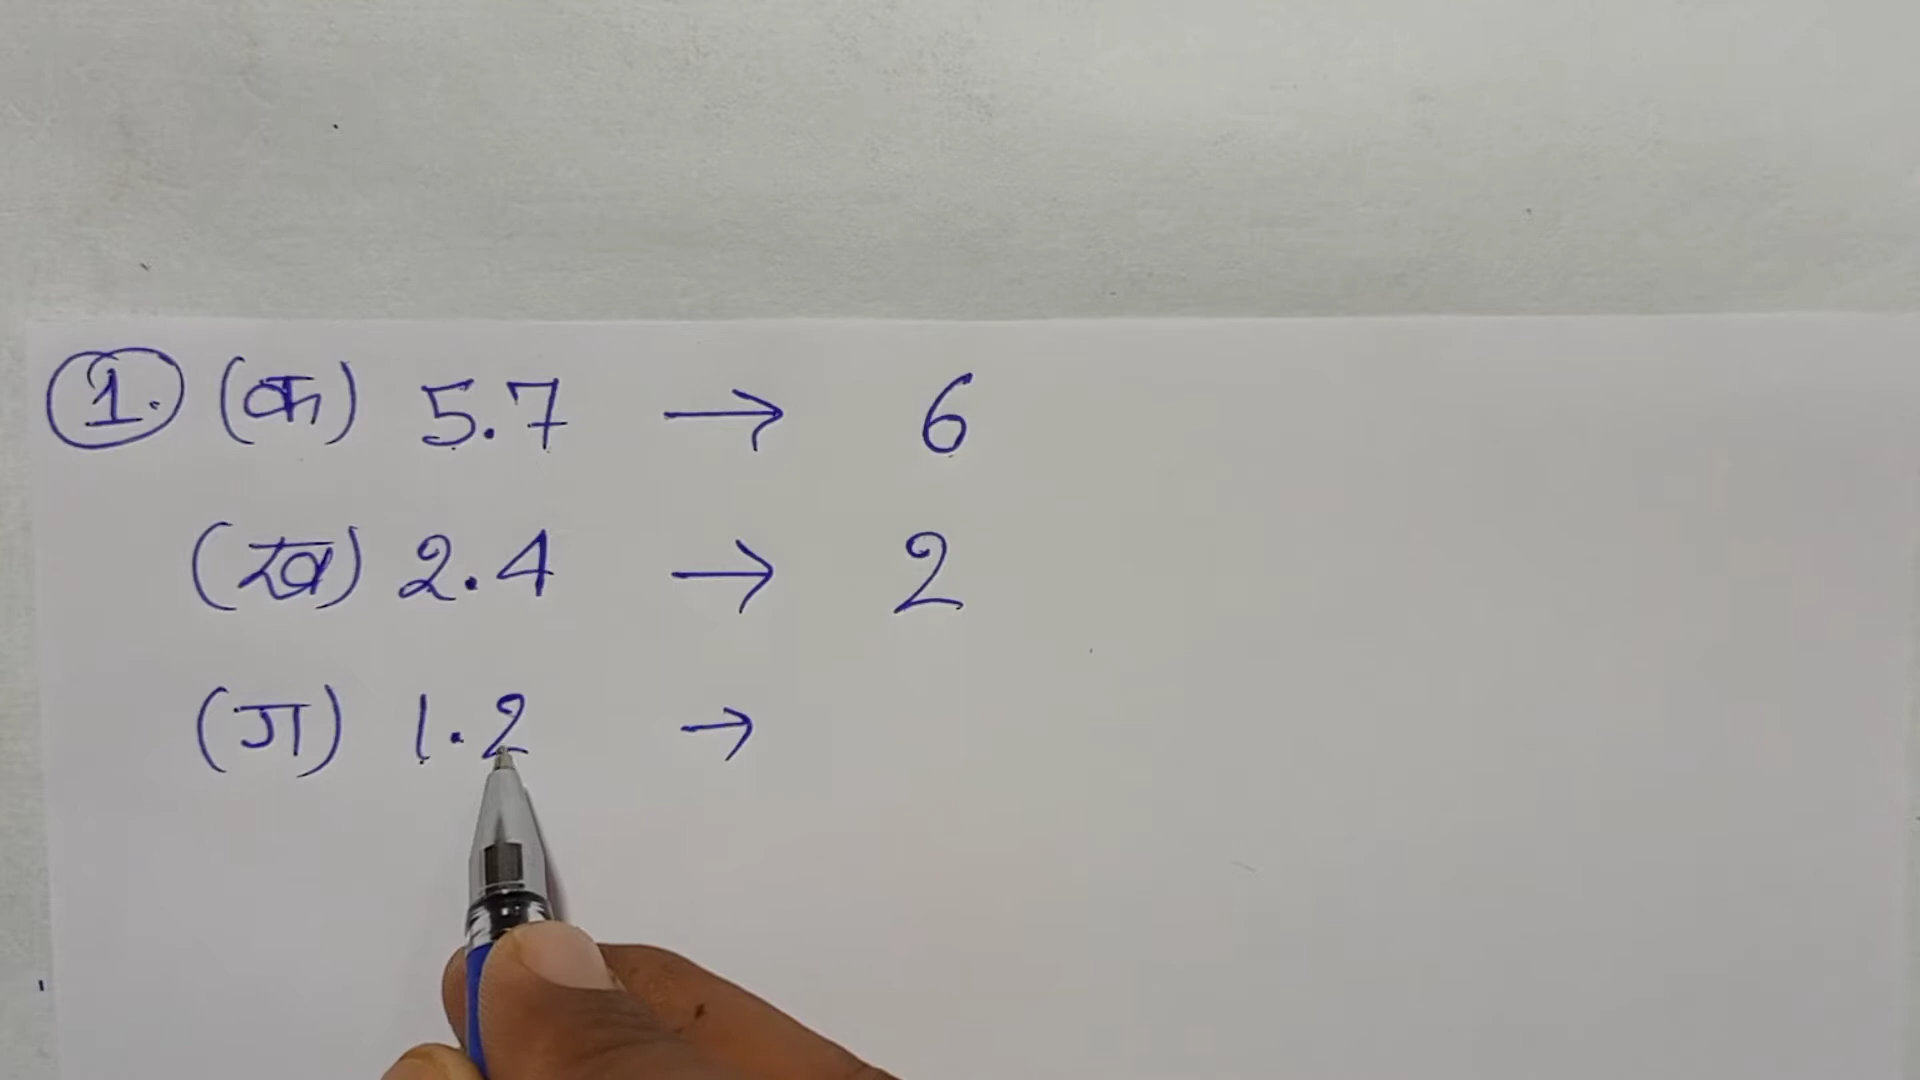 1. (क) 5.7 → 6
(ख) 2.4 → 2
(ग) 1.2 →